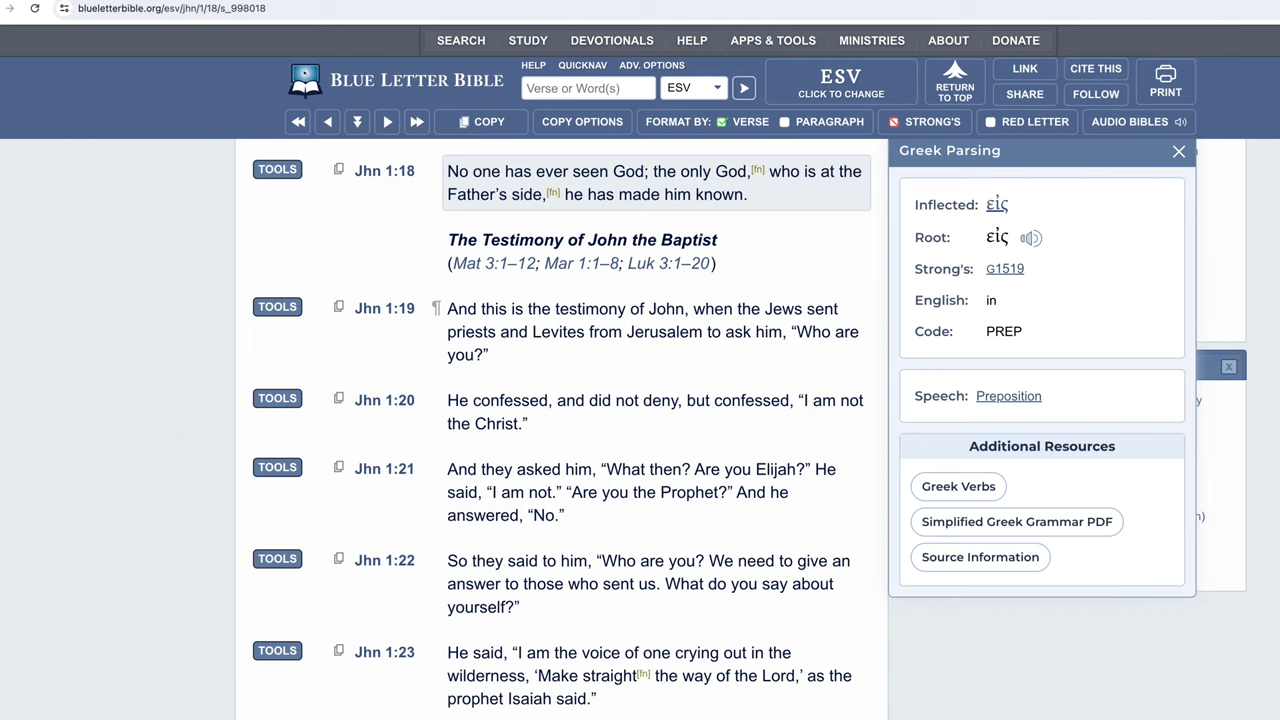 blueletterbible.org/esv/jhn/1/18/s_998018
SEARCH STUDY DEVOTIONALS HELP APPS & TOOLS MINISTRIES ABOUT DONATE
BLUE LETTER BIBLE
HELP QUICKNAV ADV. OPTIONS
Verse or Word(s) ESV
ESV
CLICK TO CHANGE
RETURN
TO TOP
LINK CITE THIS
SHARE FOLLOW
PRINT
COPY COPY OPTIONS FORMAT BY: VERSE PARAGRAPH STRONG'S RED LETTER AUDIO BIBLES
TOOLS Jhn 1:18 No one has ever seen God; the only God,[fn] who is at the
Father’s side,[fn] he has made him known.
The Testimony of John the Baptist
(Mat 3:1–12; Mar 1:1–8; Luk 3:1–20)
TOOLS Jhn 1:19 ¶ And this is the testimony of John, when the Jews sent
priests and Levites from Jerusalem to ask him, “Who are
you?”
TOOLS Jhn 1:20 He confessed, and did not deny, but confessed, “I am not
the Christ.”
TOOLS Jhn 1:21 And they asked him, “What then? Are you Elijah?” He
said, “I am not.” “Are you the Prophet?” And he
answered, “No.”
TOOLS Jhn 1:22 So they said to him, “Who are you? We need to give an
answer to those who sent us. What do you say about
yourself?”
TOOLS Jhn 1:23 He said, “I am the voice of one crying out in the
wilderness, ‘Make straight[fn] the way of the Lord,’ as the
prophet Isaiah said.”
Greek Parsing
Inflected: εἰς
Root: εἰς
Strong's: G1519
English: in
Code: PREP
Speech: Preposition
Additional Resources
Greek Verbs
Simplified Greek Grammar PDF
Source Information